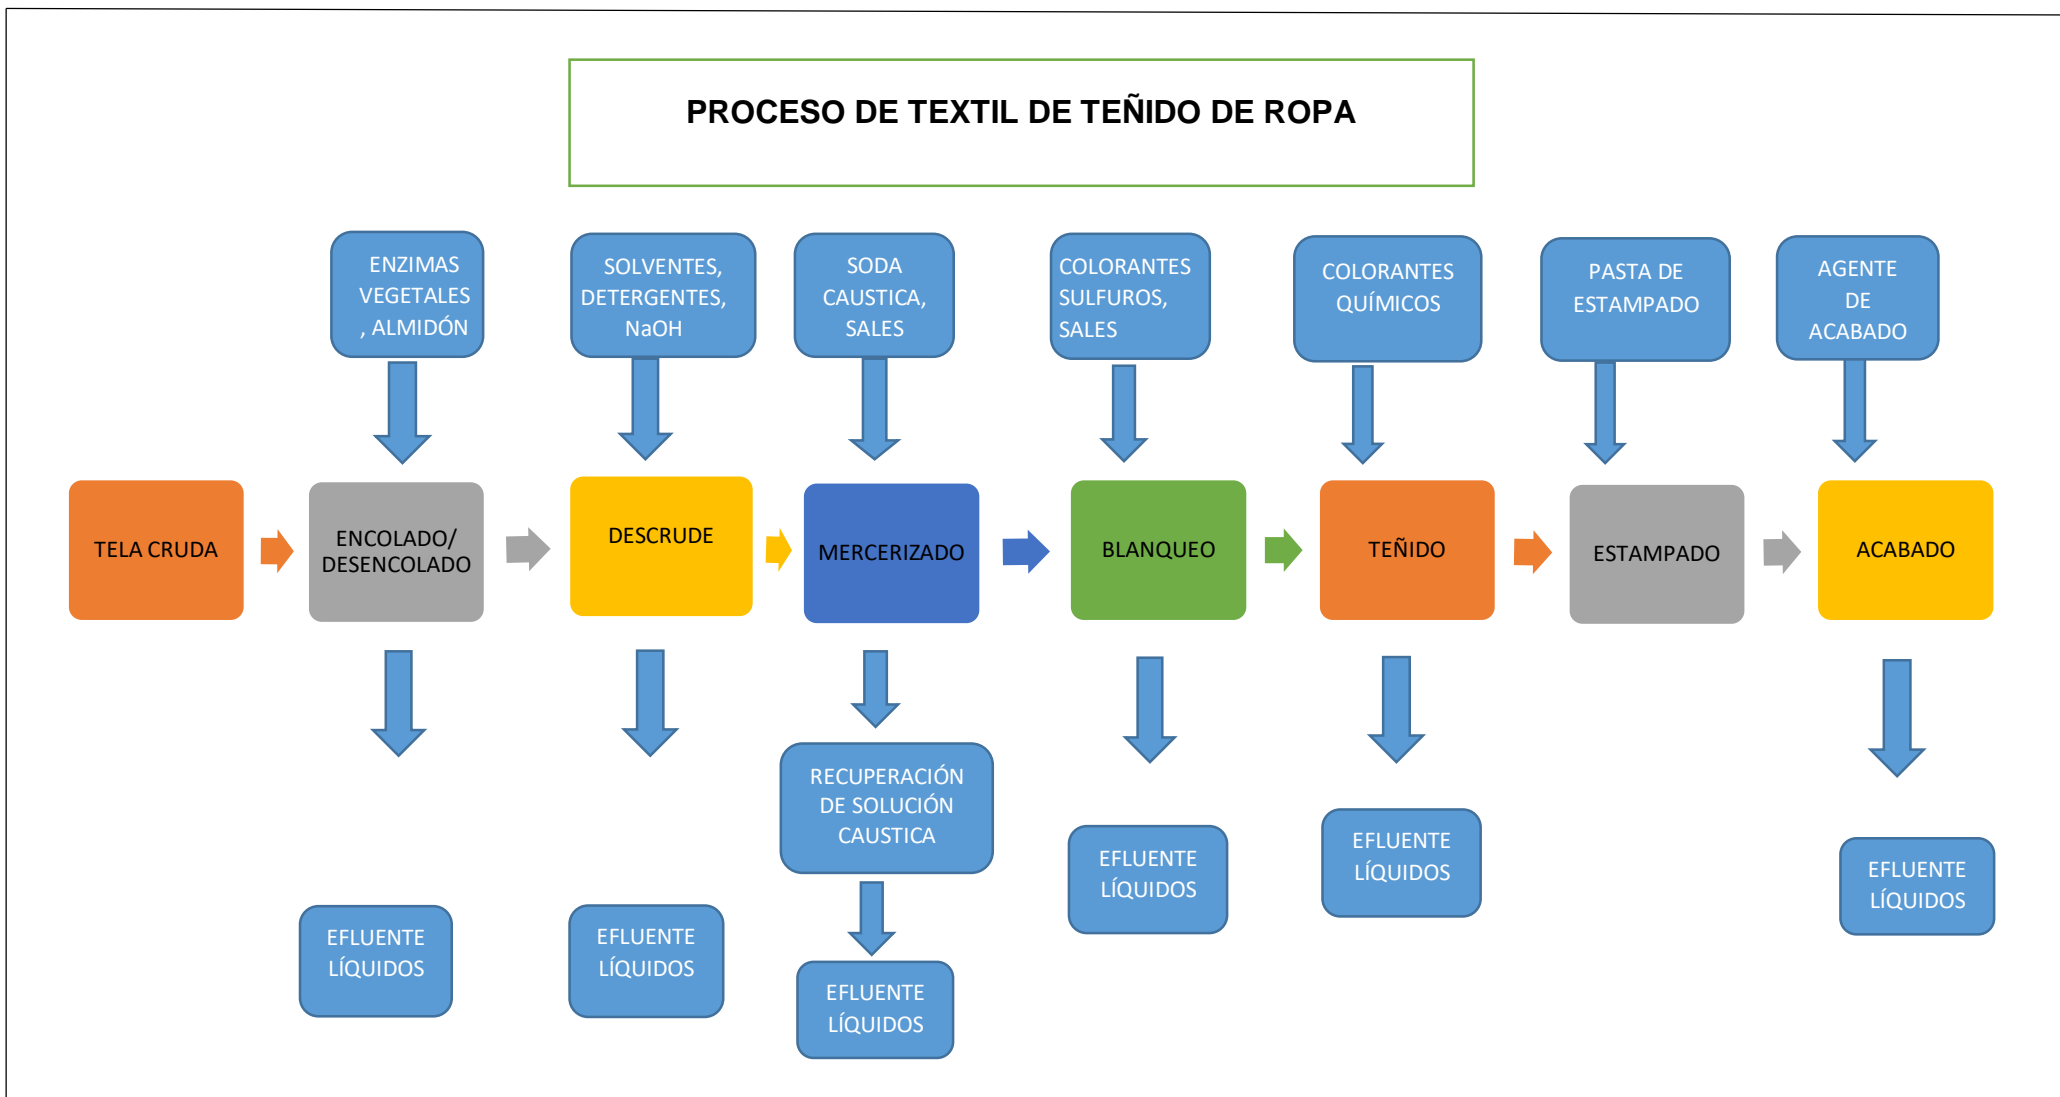 PROCESO DE TEXTIL DE TEÑIDO DE ROPA
ENZIMAS
VEGETALES
, ALMIDÓN
SOLVENTES,
DETERGENTES,
NaOH
SODA
CAUSTICA,
SALES
COLORANTES
SULFUROS,
SALES
COLORANTES
QUÍMICOS
PASTA DE
ESTAMPADO
AGENTE
DE
ACABADO
TELA CRUDA
ENCOLADO/
DESENCOLADO
DESCRUDE
MERCERIZADO
BLANQUEO
TEÑIDO
ESTAMPADO
ACABADO
EFLUENTE
LÍQUIDOS
EFLUENTE
LÍQUIDOS
RECUPERACIÓN
DE SOLUCIÓN
CAUSTICA
EFLUENTE
LÍQUIDOS
EFLUENTE
LÍQUIDOS
EFLUENTE
LÍQUIDOS
EFLUENTE
LÍQUIDOS